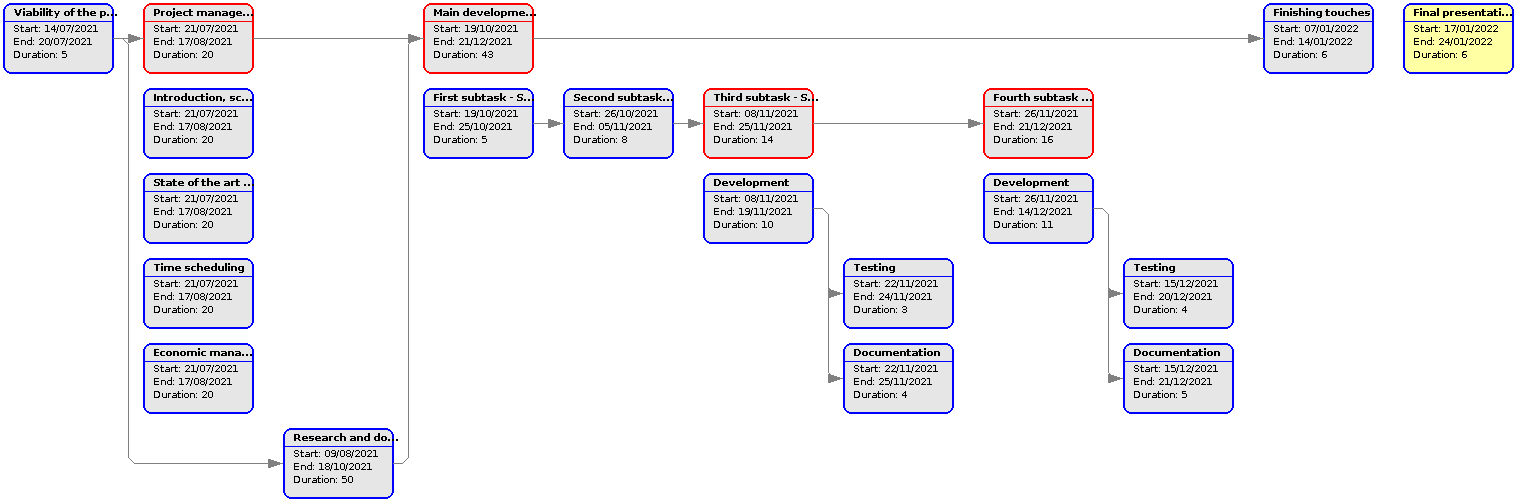 Viability of the p...
Start: 14/07/2021
End: 20/07/2021
Duration: 5
Project manage...
Start: 21/07/2021
End: 17/08/2021
Duration: 20
Main developme...
Start: 19/10/2021
End: 21/12/2021
Duration: 43
Finishing touches
Start: 07/01/2022
End: 14/01/2022
Duration: 6
Final presentati...
Start: 17/01/2022
End: 24/01/2022
Duration: 6
Introduction, sc...
Start: 21/07/2021
End: 17/08/2021
Duration: 20
First subtask - S...
Start: 19/10/2021
End: 25/10/2021
Duration: 5
Second subtask...
Start: 26/10/2021
End: 05/11/2021
Duration: 8
Third subtask - S...
Start: 08/11/2021
End: 25/11/2021
Duration: 14
Fourth subtask ...
Start: 26/11/2021
End: 21/12/2021
Duration: 16
State of the art ...
Start: 21/07/2021
End: 17/08/2021
Duration: 20
Development
Start: 08/11/2021
End: 19/11/2021
Duration: 10
Development
Start: 26/11/2021
End: 14/12/2021
Duration: 11
Time scheduling
Start: 21/07/2021
End: 17/08/2021
Duration: 20
Testing
Start: 22/11/2021
End: 24/11/2021
Duration: 3
Testing
Start: 15/12/2021
End: 20/12/2021
Duration: 4
Economic mana...
Start: 21/07/2021
End: 17/08/2021
Duration: 20
Documentation
Start: 22/11/2021
End: 25/11/2021
Duration: 4
Documentation
Start: 15/12/2021
End: 21/12/2021
Duration: 5
Research and do...
Start: 09/08/2021
End: 18/10/2021
Duration: 50